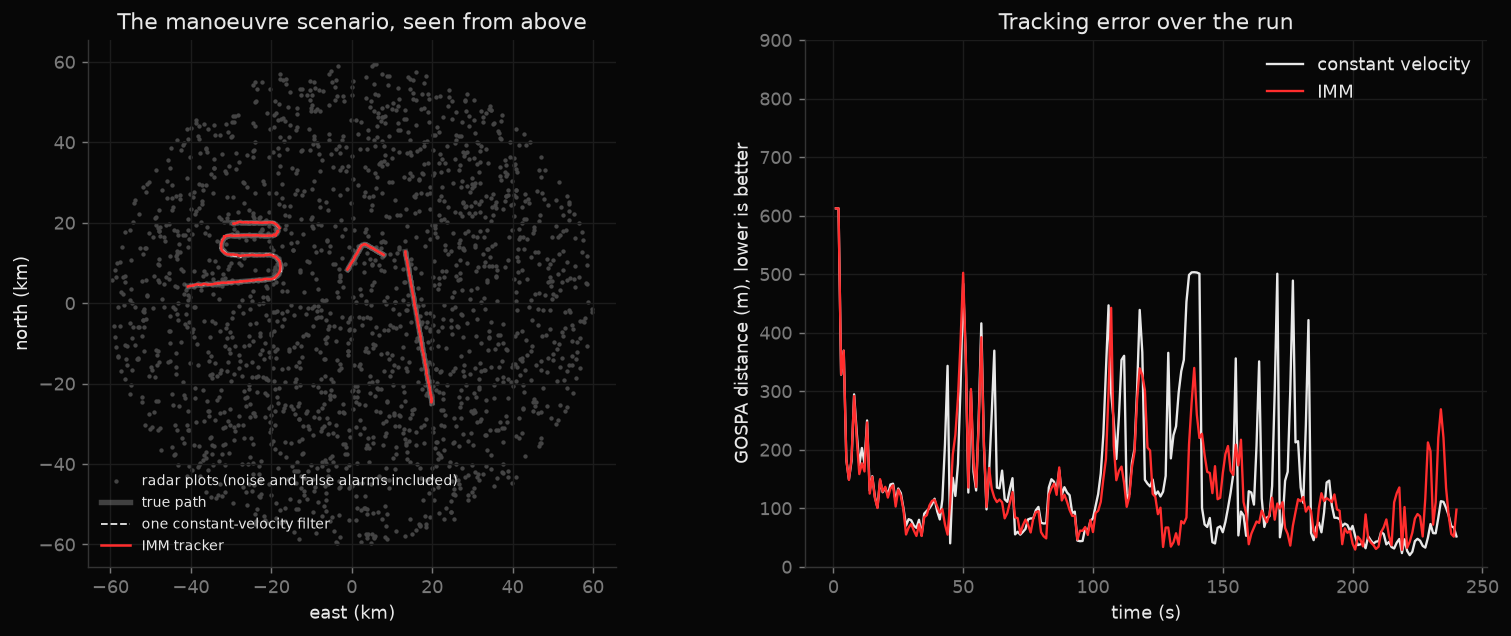 The manoeuvre scenario, seen from above
60
40
20
0
−20
−40
−60
north (km)
radar plots (noise and false alarms included)
true path
one constant-velocity filter
IMM tracker
−60 −40 −20 0 20 40 60
east (km)
Tracking error over the run
900
800
700
600
500
400
300
200
100
0
GOSPA distance (m), lower is better
constant velocity
IMM
0 50 100 150 200 250
time (s)